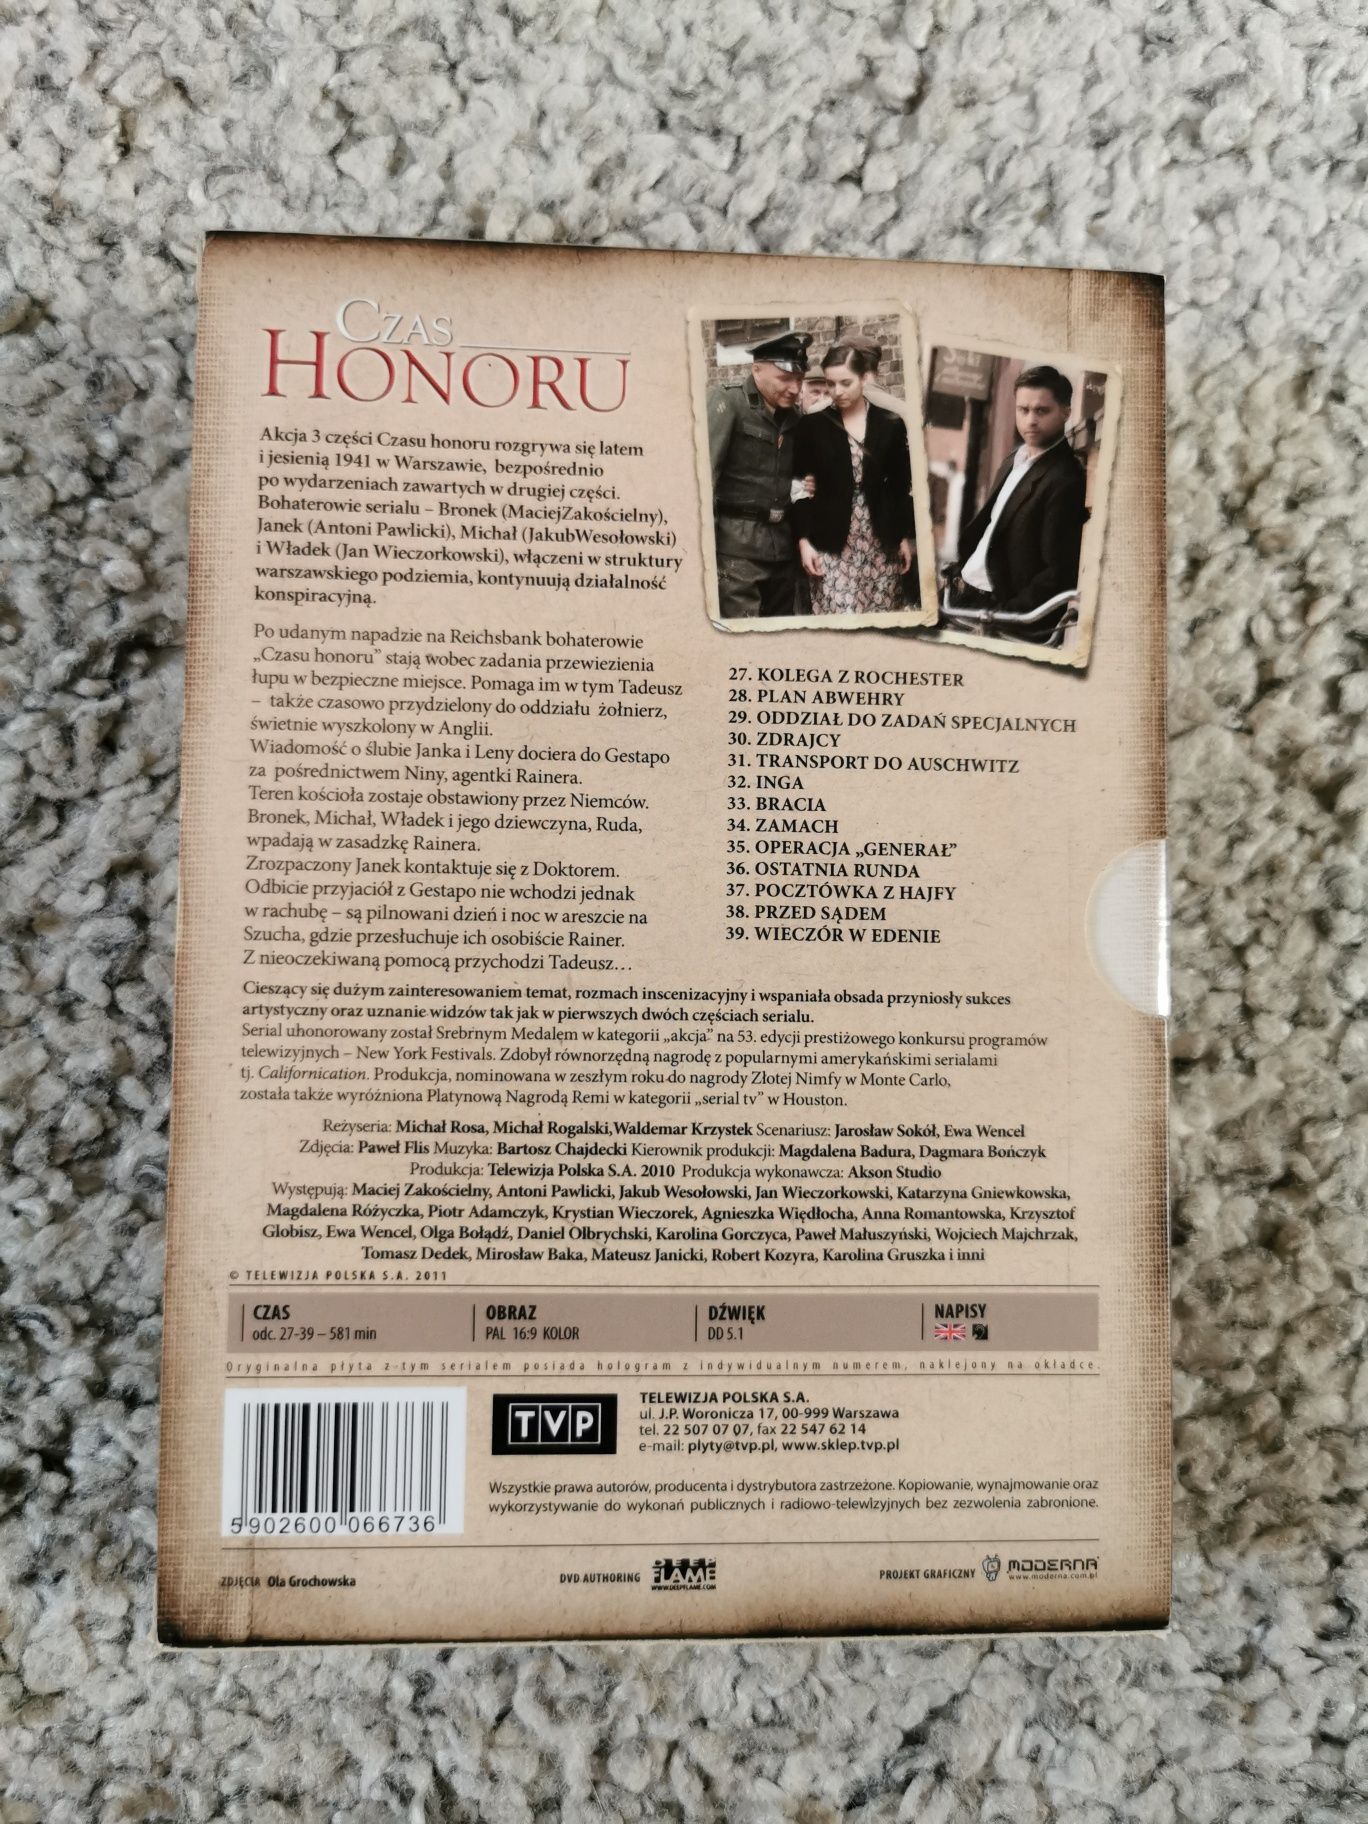 CZAS
HONORU
Akcja 3 części Czasu honoru rozgrywa się latem
i jesienią 1941 w Warszawie, bezpośrednio
po wydarzeniach zawartych w drugiej części.
Bohaterowie serialu – Bronek (MaciejZakościelny),
Janek (Antoni Pawlicki), Michał (JakubWesołowski)
i Władek (Jan Wieczorkowski), włączeni w struktury
warszawskiego podziemia, kontynuują działalność
konspiracyjną.
Po udanym napadzie na Reichsbank bohaterowie
„Czasu honoru” stają wobec zadania przewiezienia
łupu w bezpieczne miejsce. Pomaga im w tym Tadeusz
– także czasowo przydzielony do oddziału żołnierz,
świetnie wyszkolony w Anglii.
Wiadomość o ślubie Janka i Leny dociera do Gestapo
za pośrednictwem Niny, agentki Rainera.
Teren kościoła zostaje obstawiony przez Niemców.
Bronek, Michał, Władek i jego dziewczyna, Ruda,
wpadają w zasadzkę Rainera.
Zrozpaczony Janek kontaktuje się z Doktorem.
Odbicie przyjaciół z Gestapo nie wchodzi jednak
w rachubę – są pilnowani dzień i noc w areszcie na
Szucha, gdzie przesłuchuje ich osobiście Rainer.
Z nieoczekiwaną pomocą przychodzi Tadeusz...
27. KOLEGA Z ROCHESTER
28. PLAN ABWEHRY
29. ODDZIAŁ DO ZADAŃ SPECJALNYCH
30. ZDRAJCY
31. TRANSPORT DO AUSCHWITZ
32. INGA
33. BRACIA
34. ZAMACH
35. OPERACJA „GENERAŁ”
36. OSTATNIA RUNDA
37. POCZTÓWKA Z HAJFY
38. PRZED SĄDEM
39. WIECZÓR W EDENIE
Cieszący się dużym zainteresowaniem temat, rozmach inscenizacyjny i wspaniała obsada przyniosły sukces
artystyczny oraz uznanie widzów tak jak w pierwszych dwóch częściach serialu.
Serial uhonorowany został Srebrnym Medalem w kategorii „akcja” na 53. edycji prestiżowego konkursu programów
telewizyjnych – New York Festivals. Zdobył równorzędną nagrodę z popularnymi amerykańskimi serialami
tj. Californication. Produkcja, nominowana w zeszłym roku do nagrody Złotej Nimfy w Monte Carlo,
została także wyróżniona Platynową Nagrodą Remi w kategorii „serial tv” w Houston.
Reżyseria: Michał Rosa, Michał Rogalski,Waldemar Krzystek Scenariusz: Jarosław Sokół, Ewa Wencel
Zdjęcia: Paweł Flis Muzyka: Bartosz Chajdecki Kierownik produkcji: Magdalena Badura, Dagmara Bończyk
Produkcja: Telewizja Polska S.A. 2010 Produkcja wykonawcza: Akson Studio
Występują: Maciej Zakościelny, Antoni Pawlicki, Jakub Wesołowski, Jan Wieczorkowski, Katarzyna Gniewkowska,
Magdalena Różyczka, Piotr Adamczyk, Krystian Wieczorek, Agnieszka Więdłocha, Anna Romantowska, Krzysztof
Globisz, Ewa Wencel, Olga Bołądź, Daniel Olbrychski, Karolina Gorczyca, Paweł Małuszyński, Wojciech Majchrzak,
Tomasz Dedek, Mirosław Baka, Mateusz Janicki, Robert Kozyra, Karolina Gruszka i inni
© TELEWIZJA POLSKA S.A. 2011
CZAS
odc. 27-39 – 581 min
OBRAZ
PAL 16:9 KOLOR
DŹWIĘK
DD 5.1
NAPISY
Oryginalna płyta z tym serialem posiada hologram z indywidualnym numerem, naklejony na okładce.
5902600066736
TVP
TELEWIZJA POLSKA S.A.
ul. J.P. Woronicza 17, 00-999 Warszawa
tel. 22 507 07 07, fax 22 547 62 14
e-mail: plyty@tvp.pl, www.sklep.tvp.pl
Wszystkie prawa autorów, producenta i dystrybutora zastrzeżone. Kopiowanie, wynajmowanie oraz
wykorzystywanie do wykonań publicznych i radiowo-telewizyjnych bez zezwolenia zabronione.
ZDJĘCIA Ola Grochowska
DVD AUTHORING
DEEP
FLAME
WWW.DEEPFLAME.COM
PROJEKT GRAFICZNY
MODERNA
www.moderna.com.pl